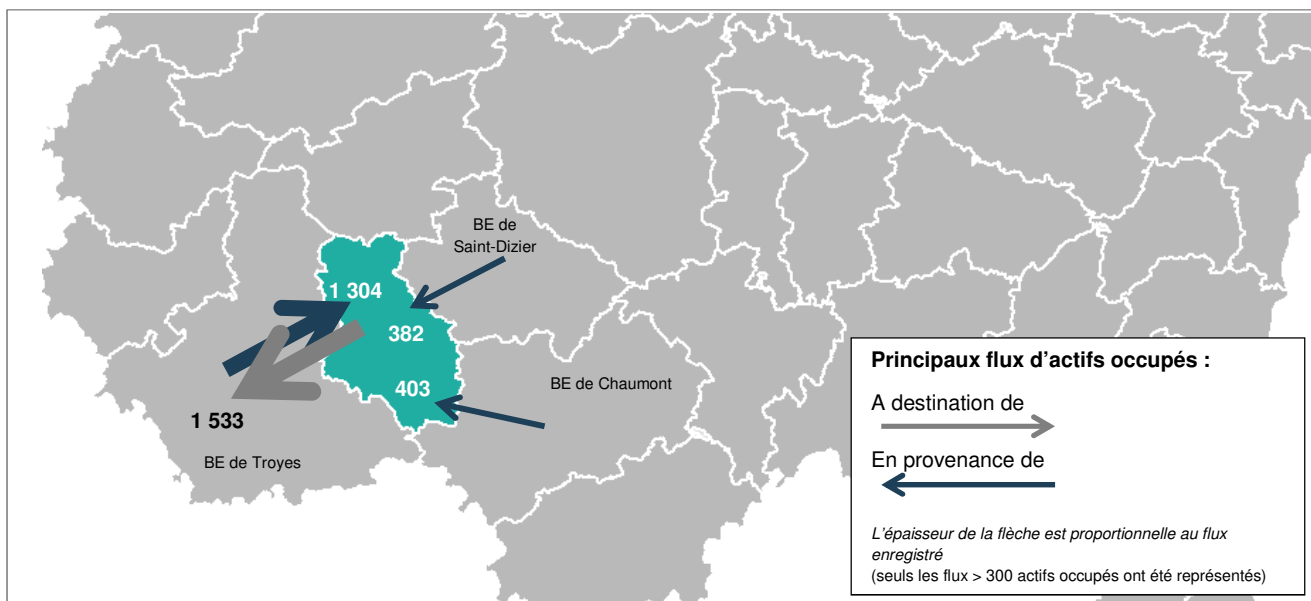 BE de
Saint-Dizier
1 304
382
403
BE de Chaumont
1 533
BE de Troyes
Principaux flux d'actifs occupés :
A destination de
En provenance de
L'épaisseur de la flèche est proportionnelle au flux
enregistré
(seuls les flux > 300 actifs occupés ont été représentés)